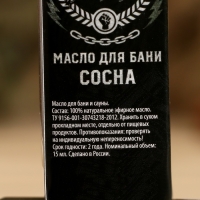 МАСЛО ДЛЯ БАНИ
СОСНА
Масло для бани и сауны.
Состав: 100% натуральное эфирное масло.
ТУ 9156-001-30743218-2012. Хранить в сухом
прохладном месте, отдельно от пищевых
продуктов. Противопоказания: проверять
на индивидуальную непереносимость!
Срок годности: 2 года. Номинальный объем:
15 мл. Сделано в России.